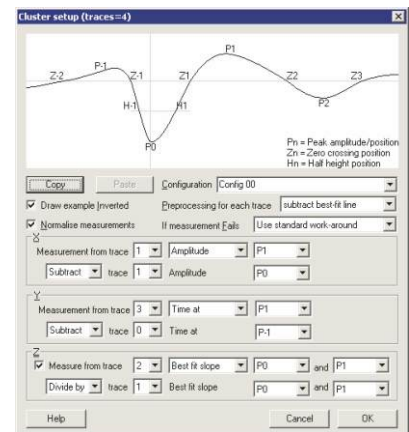 Cluster setup (traces=4)
P1
P-1
Z-2 Z-1 Z1 Z2 Z3
H-1 H1
P2
P0
Pn = Peak amplitude/position
Zn = Zero crossing position
Hn = Half height position
Copy Paste Configuration Config 00
Draw example Inverted Preprocessing for each trace subtract best-fit line
Normalise measurements If measurement Fails Use standard work-around
X
Measurement from trace 1 Amplitude P1
Subtract trace 1 Amplitude P0
Y
Measurement from trace 3 Time at P1
Subtract trace 0 Time at P-1
Z
Measure from trace 2 Best fit slope P0 and P1
Divide by trace 1 Best fit slope P0 and P1
Help Cancel OK